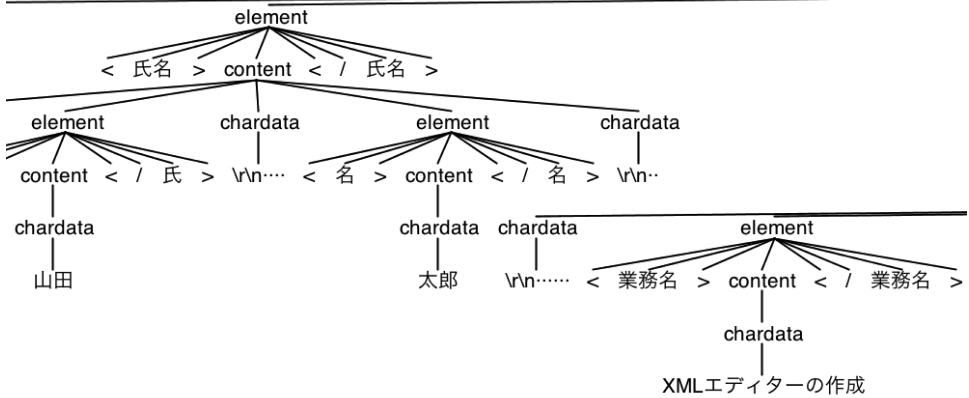 element
< 氏名 > content < / 氏名 >
element chardata element chardata
content < / 氏 > \r\n···· < 名 > content < / 名 > \r\n··
chardata chardata chardata element
山田 太郎 \r\n······ < 業務名 > content < / 業務名 >
chardata
XMLエディターの作成